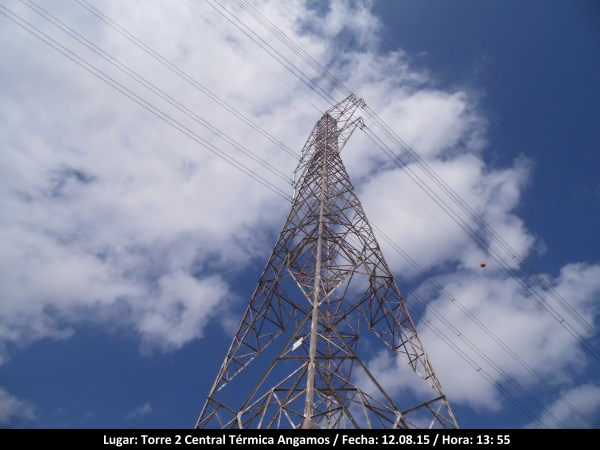 Lugar: Torre 2 Central Térmica Angamos / Fecha: 12.08.15 / Hora: 13: 55